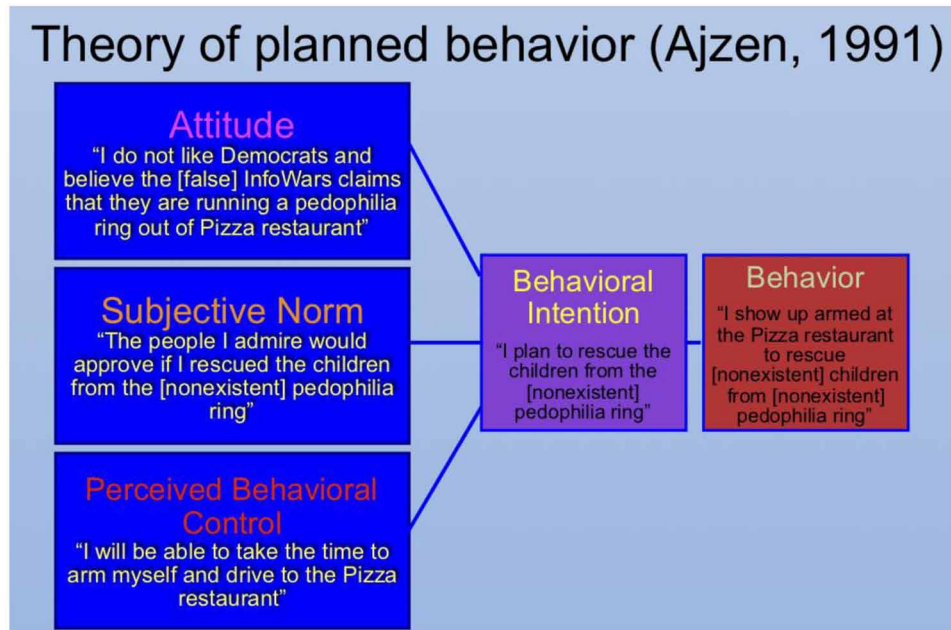 Theory of planned behavior (Ajzen, 1991)
Attitude
“I do not like Democrats and
believe the [false] InfoWars claims
that they are running a pedophilia
ring out of Pizza restaurant”
Subjective Norm
“The people I admire would
approve if I rescued the children
from the [nonexistent] pedophilia
ring”
Perceived Behavioral
Control
“I will be able to take the time to
arm myself and drive to the Pizza
restaurant”
Behavioral
Intention
“I plan to rescue the
children from the
[nonexistent]
pedophilia ring”
Behavior
“I show up armed at
the Pizza restaurant
to rescue
[nonexistent] children
from [nonexistent]
pedophilia ring”